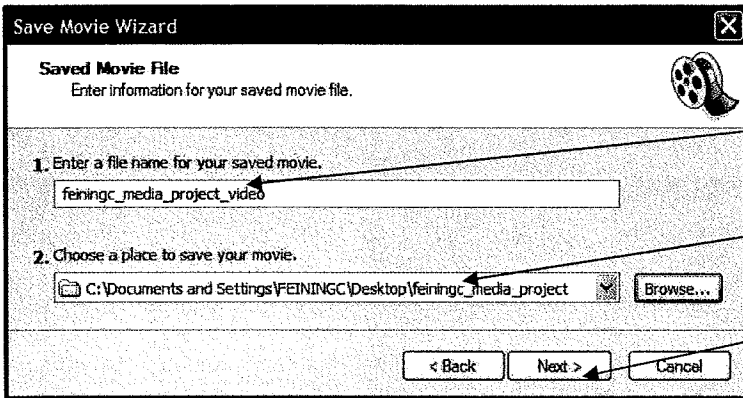 Save Movie Wizard
Saved Movie File
Enter information for your saved movie file.
1. Enter a file name for your saved movie.
feiningc_media_project_video
2. Choose a place to save your movie.
C:\Documents and Settings\FEININGC\Desktop\feiningc_media_project
Browse...
< Back Next > Cancel